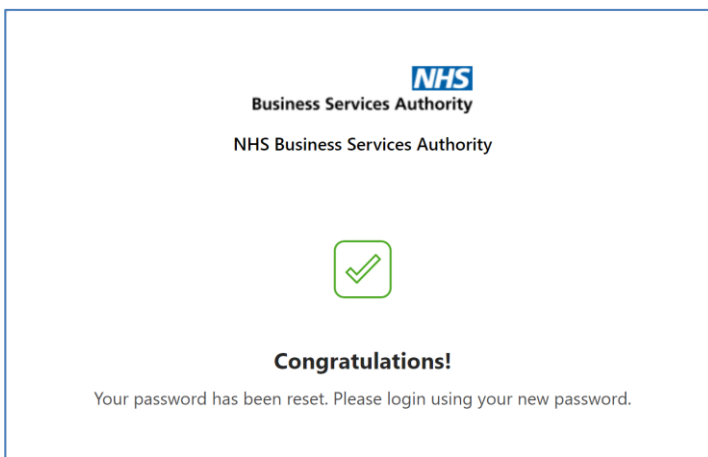 NHS
Business Services Authority
NHS Business Services Authority
Congratulations!
Your password has been reset. Please login using your new password.